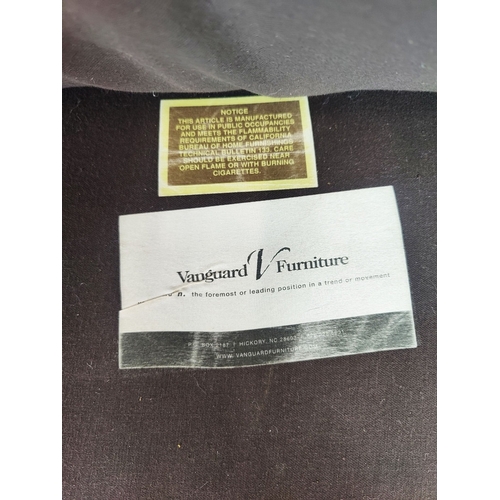 NOTICE
THIS ARTICLE IS MANUFACTURED
FOR USE IN PUBLIC OCCUPANCIES
AND MEETS THE FLAMMABILITY
REQUIREMENTS OF CALIFORNIA
BUREAU OF HOME FURNISHINGS
TECHNICAL BULLETIN 133. CARE
SHOULD BE EXERCISED NEAR
OPEN FLAME OR WITH BURNING
CIGARETTES.
Vanguard V Furniture
n. the foremost or leading position in a trend or movement
P.O. BOX 2187 HICKORY, NC
WWW.VANGUARDFURNITURE.COM